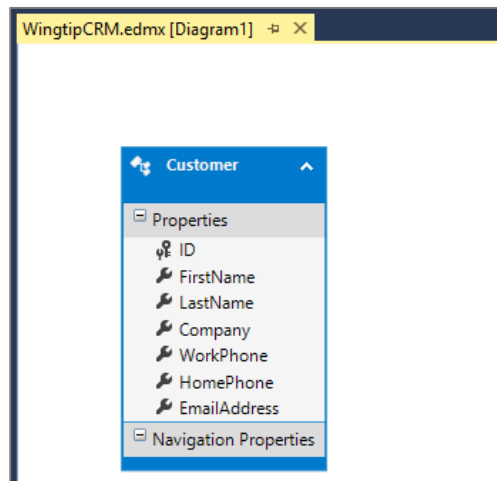 WingtipCRM.edmx [Diagram1]
Customer
Properties
ID
FirstName
LastName
Company
WorkPhone
HomePhone
EmailAddress
Navigation Properties